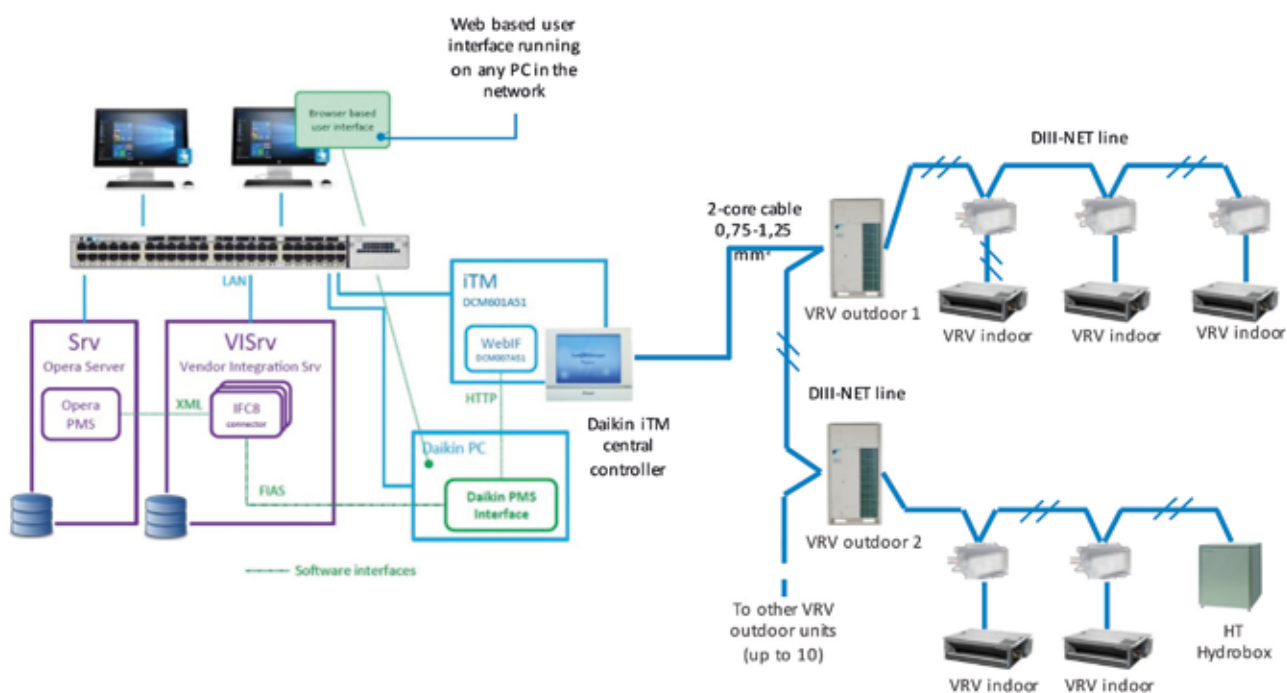 Web based user
interface running
on any PC in the
network
Browser based
user interface
LAN
Srv
Opera Server
Opera
PMS
XML
VISrv
Vendor Integration Srv
IFC8
connector
FIAS
iTM
DCM601A51
WebIF
DCM007A51
HTTP
Daikin iTM
central
controller
Daikin PC
Daikin PMS
Interface
Software interfaces
2-core cable
0,75-1,25
mm²
DIII-NET line
VRV outdoor 1
VRV indoor
VRV indoor
VRV indoor
DIII-NET line
VRV outdoor 2
To other VRV
outdoor units
(up to 10)
VRV indoor
VRV indoor
HT
Hydrobox